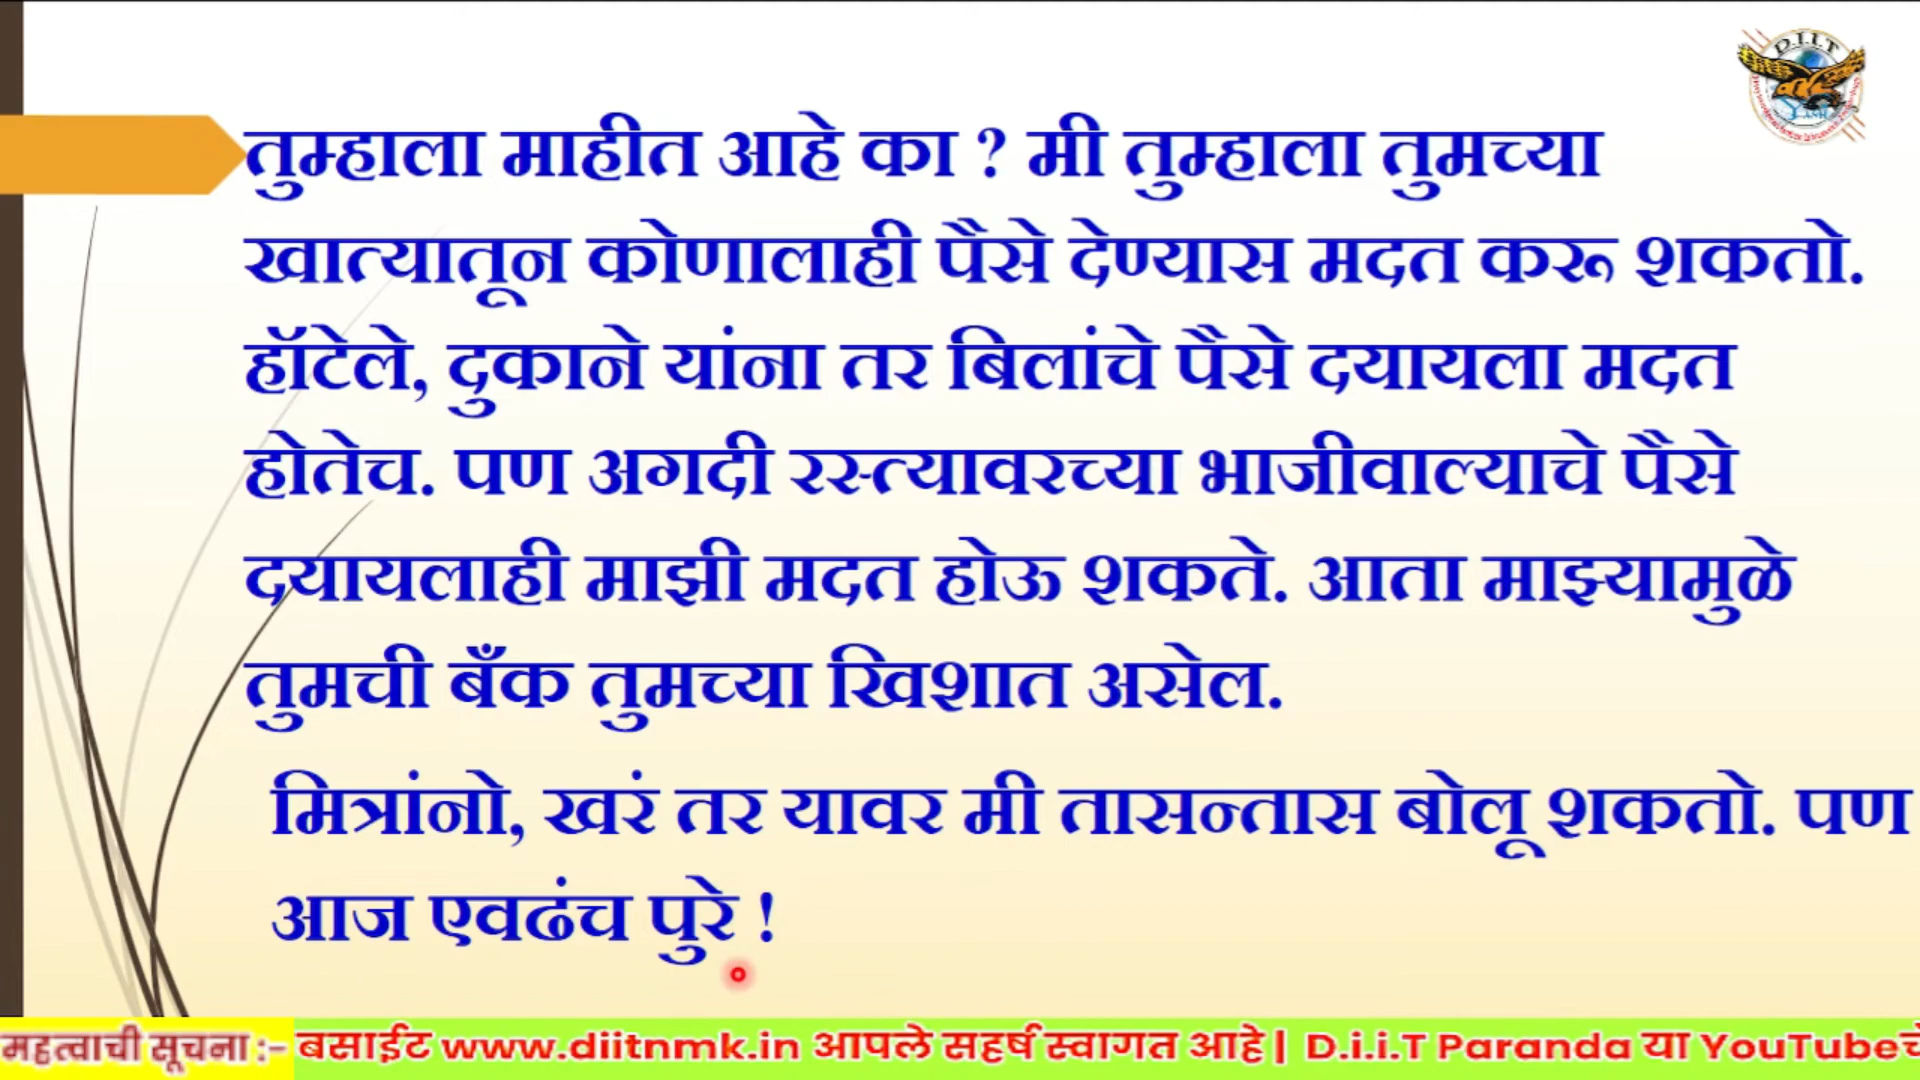 D.I.I.T
तुम्हाला माहीत आहे का ? मी तुम्हाला तुमच्या
खात्यातून कोणालाही पैसे देण्यास मदत करू शकतो.
हॉटेले, दुकाने यांना तर बिलांचे पैसे दयायला मदत
होतेच. पण अगदी रस्त्यावरच्या भाजीवाल्याचे पैसे
दयायलाही माझी मदत होऊ शकते. आता माझ्यामुळे
तुमची बँक तुमच्या खिशात असेल.
मित्रांनो, खरं तर यावर मी तासन्तास बोलू शकतो. पण
आज एवढंच पुरे !
महत्वाची सूचना :- बसाईट www.diitnmk.in आपले सहर्ष स्वागत आहे | D.i.i.T Paranda या YouTubeचे